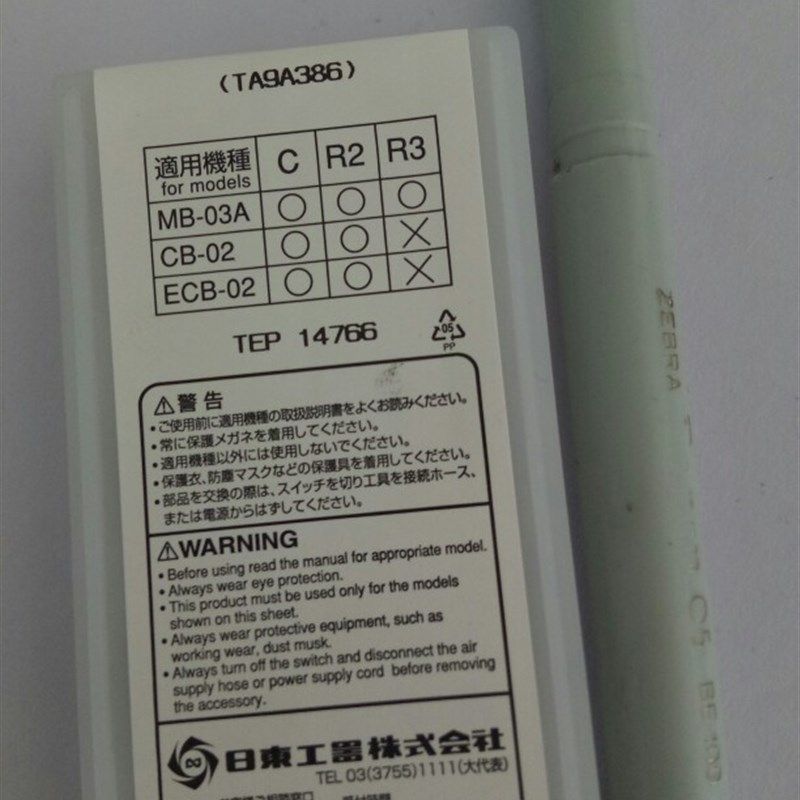 (TA9A386)
適用機種 for models C R2 R3
MB-03A ○ ○ ○
CB-02 ○ ○ ×
ECB-02 ○ ○ ×
TEP 14766
05
PP
⚠警告
・ご使用前に適用機種の取扱説明書をよくお読みください。
・常に保護メガネを着用してください。
・適用機種以外には使用しないでください。
・保護衣、防塵マスクなどの保護具を着用してください。
・部品を交換の際は、スイッチを切り工具を接続ホース、
または電源からはずしてください。
⚠WARNING
• Before using read the manual for appropriate model.
• Always wear eye protection.
• This product must be used only for the models
shown on this sheet.
• Always wear protective equipment, such as
working wear, dust musk.
• Always turn off the switch and disconnect the air
supply hose or power supply cord before removing
the accessory.
日東工器株式会社
TEL 03(3755)1111(大代表)
ZEBRA